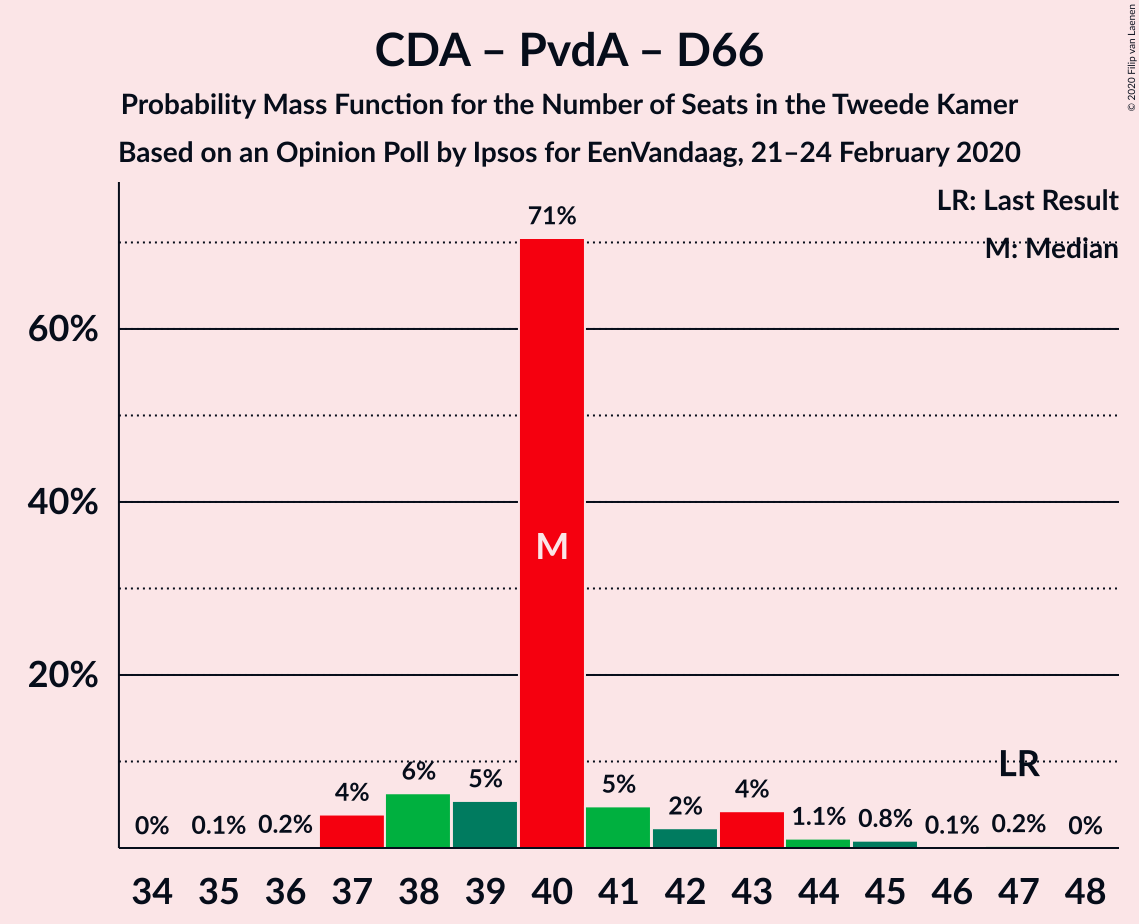 CDA – PvdA – D66
Probability Mass Function for the Number of Seats in the Tweede Kamer
Based on an Opinion Poll by Ipsos for EenVandaag, 21–24 February 2020
© 2020 Filip van Laenen
LR: Last Result
M: Median
71%
60%
40%
M
20%
LR
0% 0.1% 0.2% 4% 6% 5% 5% 2% 4% 1.1% 0.8% 0.1% 0.2% 0%
34 35 36 37 38 39 40 41 42 43 44 45 46 47 48